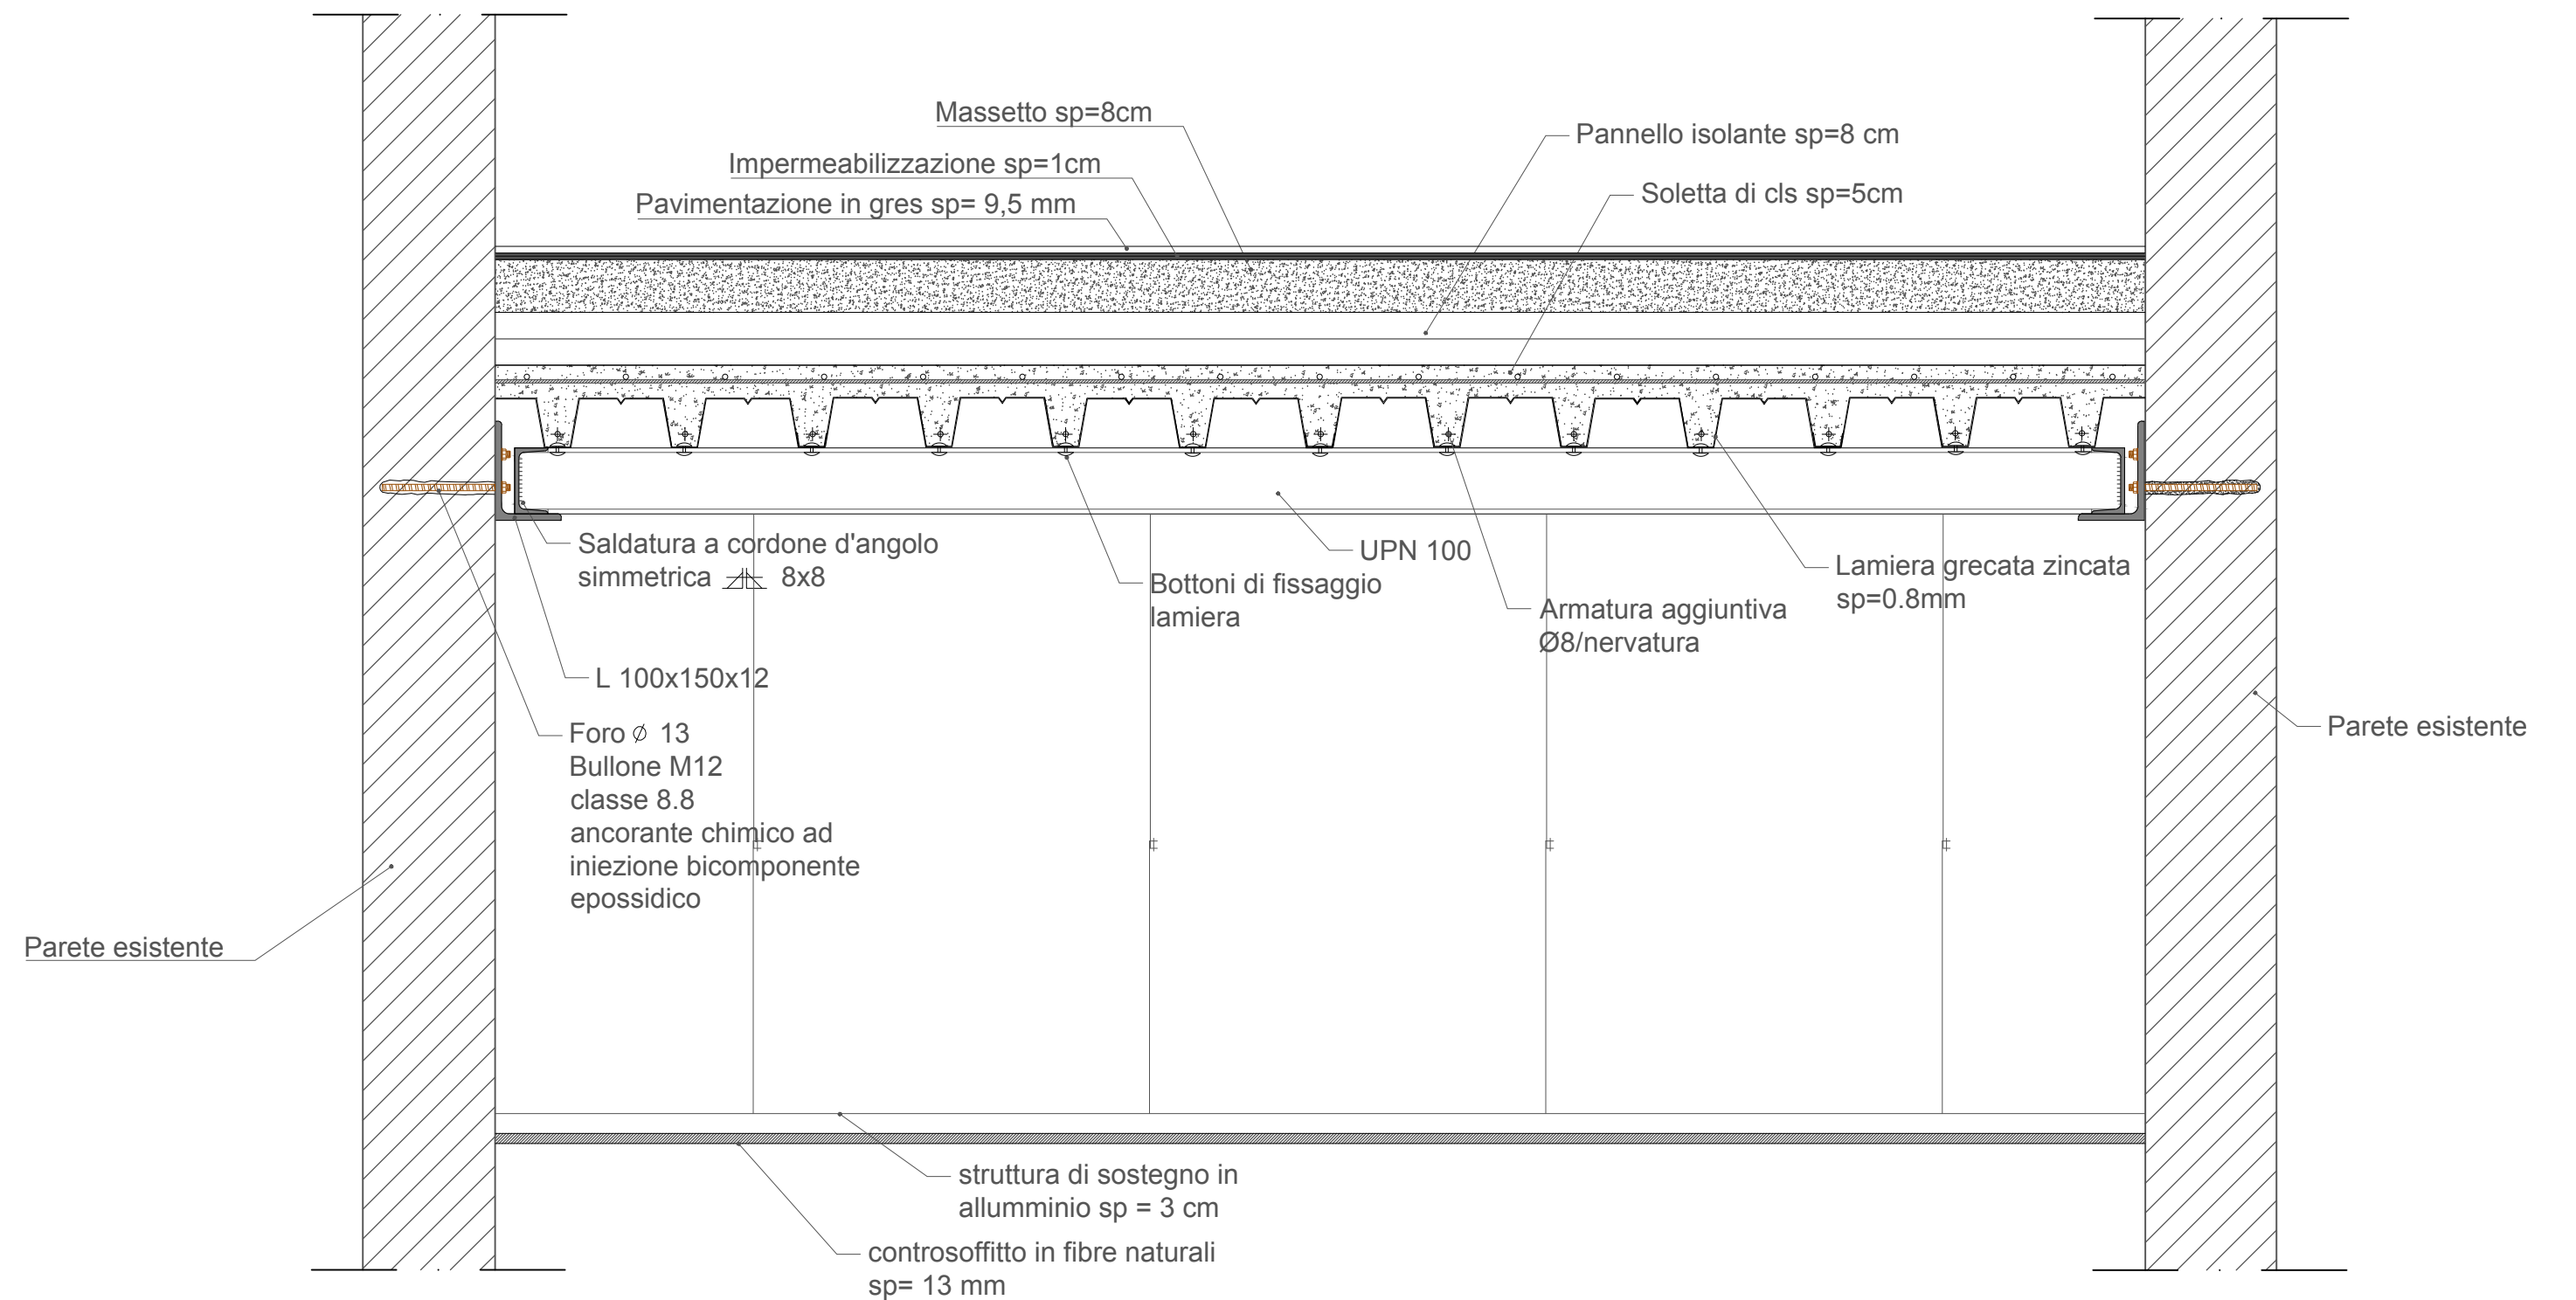 Massetto sp=8cm
Pannello isolante sp=8 cm
Impermeabilizzazione sp=1cm
Soletta di cls sp=5cm
Pavimentazione in gres sp= 9,5 mm
Saldatura a cordone d'angolo
simmetrica 8x8
UPN 100
Bottoni di fissaggio
lamiera
Armatura aggiuntiva
Ø8/nervatura
Lamiera grecata zincata
sp=0.8mm
L 100x150x12
Foro ⌀ 13
Bullone M12
classe 8.8
ancorante chimico ad
iniezione bicomponente
epossidico
Parete esistente
Parete esistente
struttura di sostegno in
allumminio sp = 3 cm
controsoffitto in fibre naturali
sp= 13 mm